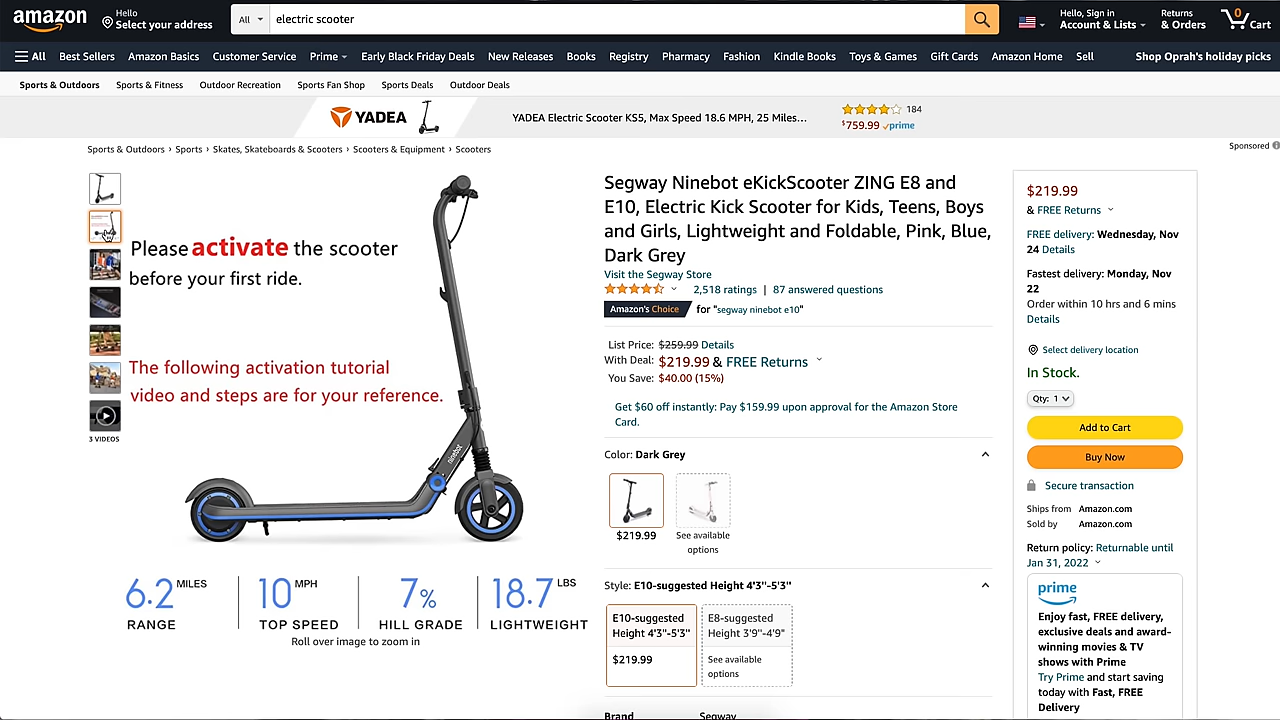 amazon
Hello
Select your address
All
electric scooter
Hello, Sign in
Account & Lists
Returns
& Orders
0
Cart
All
Best Sellers
Amazon Basics
Customer Service
Prime
Early Black Friday Deals
New Releases
Books
Registry
Pharmacy
Fashion
Kindle Books
Toys & Games
Gift Cards
Amazon Home
Sell
Shop Oprah's holiday picks
Sports & Outdoors
Sports & Fitness
Outdoor Recreation
Sports Fan Shop
Sports Deals
Outdoor Deals
YADEA
YADEA Electric Scooter KS5, Max Speed 18.6 MPH, 25 Miles...
184
$759.99 prime
Sponsored
Sports & Outdoors › Sports › Skates, Skateboards & Scooters › Scooters & Equipment › Scooters
Please activate the scooter
before your first ride.
The following activation tutorial
video and steps are for your reference.
3 VIDEOS
ninebot
6.2 MILES
RANGE
10 MPH
TOP SPEED
7%
HILL GRADE
18.7 LBS
LIGHTWEIGHT
Roll over image to zoom in
Segway Ninebot eKickScooter ZING E8 and
E10, Electric Kick Scooter for Kids, Teens, Boys
and Girls, Lightweight and Foldable, Pink, Blue,
Dark Grey
Visit the Segway Store
2,518 ratings | 87 answered questions
Amazon's Choice for "segway ninebot e10"
List Price: $259.99 Details
With Deal: $219.99 & FREE Returns
You Save: $40.00 (15%)
Get $60 off instantly: Pay $159.99 upon approval for the Amazon Store
Card.
Color: Dark Grey
$219.99
See available
options
Style: E10-suggested Height 4'3''-5'3''
E10-suggested
Height 4'3''-5'3''
$219.99
E8-suggested
Height 3'9''-4'9''
See available
options
Brand Segway
$219.99
& FREE Returns
FREE delivery: Wednesday, Nov
24 Details
Fastest delivery: Monday, Nov
22
Order within 10 hrs and 6 mins
Details
Select delivery location
In Stock.
Qty: 1
Add to Cart
Buy Now
Secure transaction
Ships from Amazon.com
Sold by Amazon.com
Return policy: Returnable until
Jan 31, 2022
prime
Enjoy fast, FREE delivery,
exclusive deals and award-
winning movies & TV
shows with Prime
Try Prime and start saving
today with Fast, FREE
Delivery